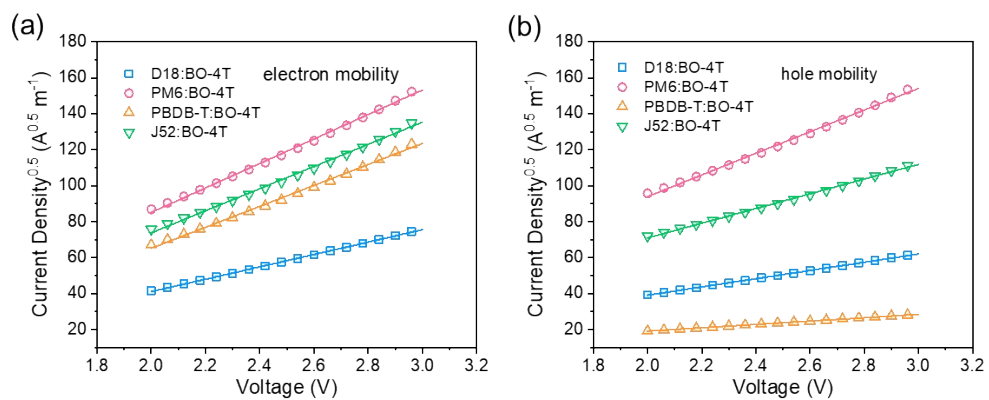 (a)
180
160
140
120
100
80
60
40
20
Current Density^0.5 (A^0.5 m^-1)
D18:BO-4T
PM6:BO-4T
PBDB-T:BO-4T
J52:BO-4T
electron mobility
1.8 2.0 2.2 2.4 2.6 2.8 3.0 3.2
Voltage (V)
(b)
180
160
140
120
100
80
60
40
20
Current Density^0.5 (A^0.5 m^-1)
D18:BO-4T
PM6:BO-4T
PBDB-T:BO-4T
J52:BO-4T
hole mobility
1.8 2.0 2.2 2.4 2.6 2.8 3.0 3.2
Voltage (V)